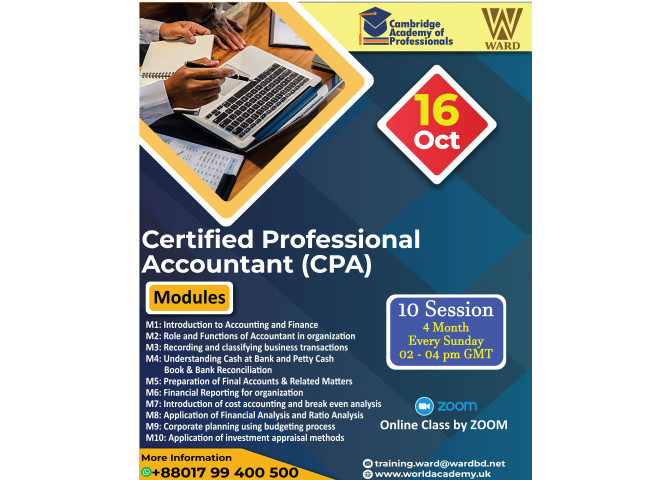 Cambridge
Academy of
Professionals
WARD
16
Oct
Certified Professional
Accountant (CPA)
Modules
M1: Introduction to Accounting and Finance
M2: Role and Functions of Accountant in organization
M3: Recording and classifying business transactions
M4: Understanding Cash at Bank and Petty Cash
Book & Bank Reconciliation
M5: Preparation of Final Accounts & Related Matters
M6: Financial Reporting for organization
M7: Introduction of cost accounting and break even analysis
M8: Application of Financial Analysis and Ratio Analysis
M9: Corporate planning using budgeting process
M10: Application of investment appraisal methods
10 Session
4 Month
Every Sunday
02 - 04 pm GMT
zoom
Online Class by ZOOM
More Information
+88017 99 400 500
training.ward@wardbd.net
www.worldacademy.uk